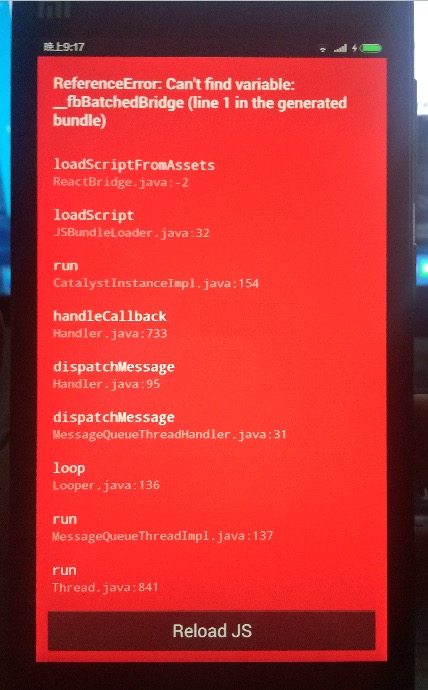 mi
晚上9:17
ReferenceError: Can't find variable:
__fbBatchedBridge (line 1 in the generated
bundle)
loadScriptFromAssets
ReactBridge.java:-2
loadScript
JSBundleLoader.java:32
run
CatalystInstanceImpl.java:154
handleCallback
Handler.java:733
dispatchMessage
Handler.java:95
dispatchMessage
MessageQueueThreadHandler.java:31
loop
Looper.java:136
run
MessageQueueThreadImpl.java:137
run
Thread.java:841
Reload JS